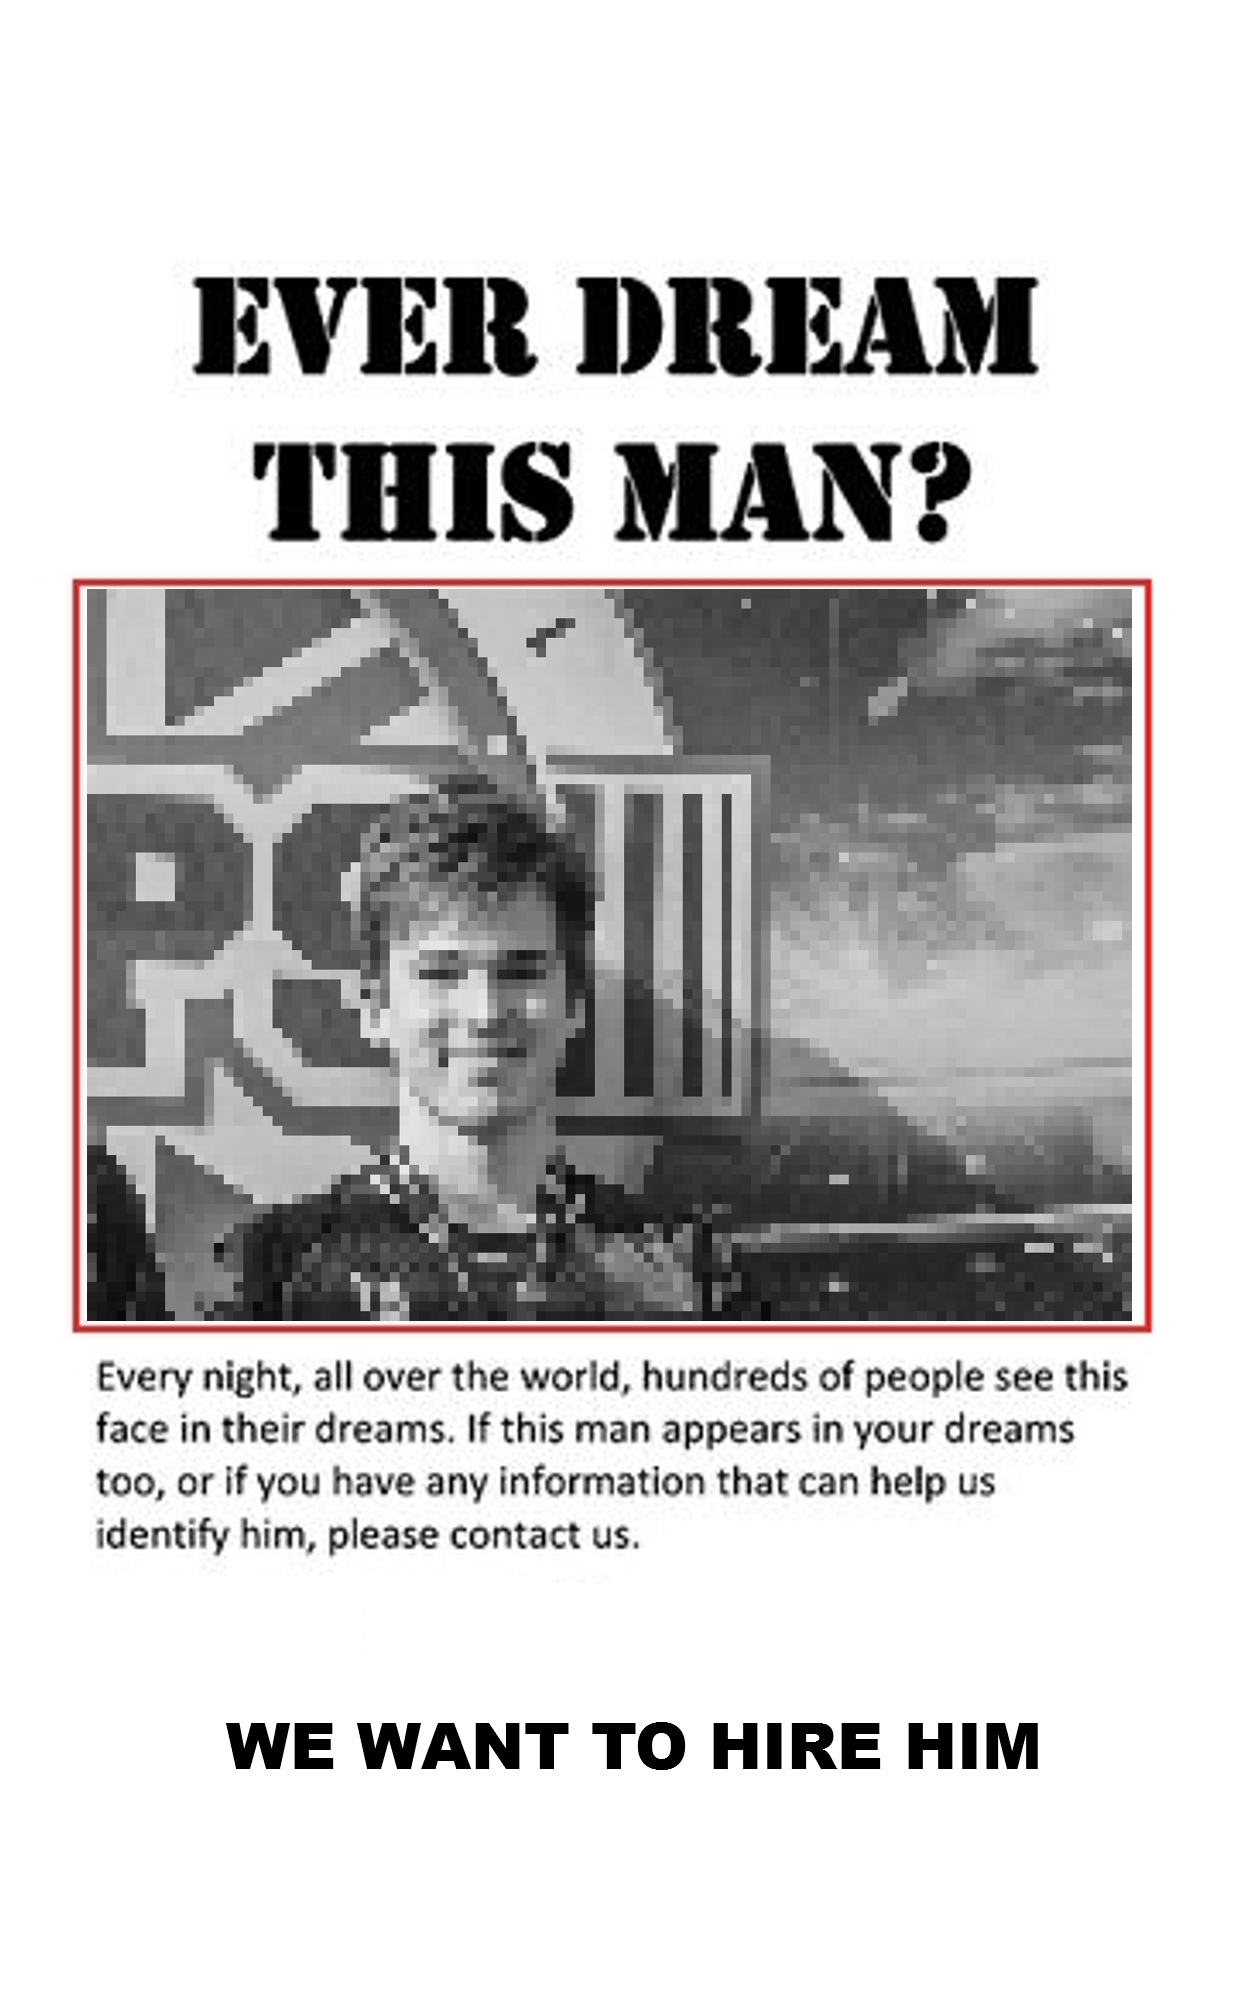 EVER DREAM
THIS MAN?
Every night, all over the world, hundreds of people see this
face in their dreams. If this man appears in your dreams
too, or if you have any information that can help us
identify him, please contact us.
WE WANT TO HIRE HIM